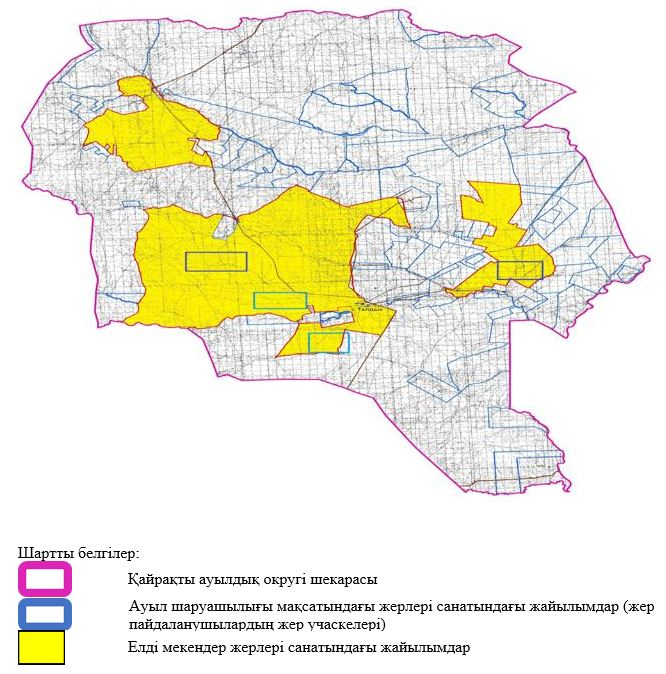 Талдык
Шартты белгілер:
Қайрақты ауылдық округі шекарасы
Ауыл шаруашылығы мақсатындағы жерлері санатындағы жайылымдар (жер
пайдаланушылардың жер учаскелері)
Елді мекендер жерлері санатындағы жайылымдар